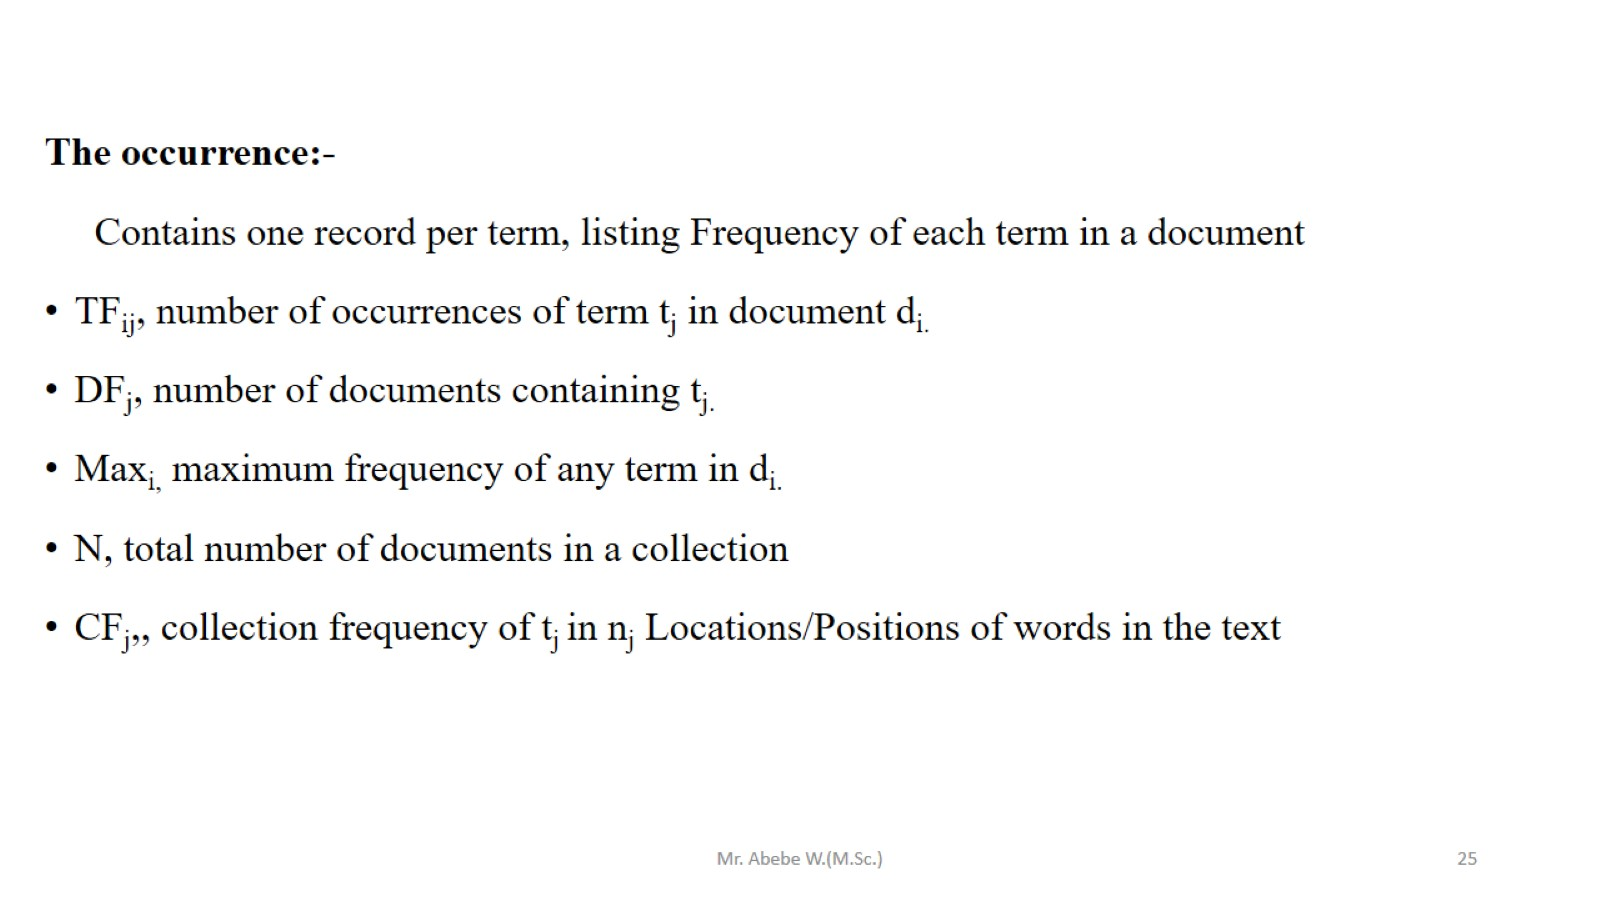 The occurrence:-
Contains one record per term, listing Frequency of each term in a document
• TFij, number of occurrences of term tj in document di.
• DFj, number of documents containing tj.
• Maxi, maximum frequency of any term in di.
• N, total number of documents in a collection
• CFj,, collection frequency of tj in nj Locations/Positions of words in the text
Mr. Abebe W.(M.Sc.)
25